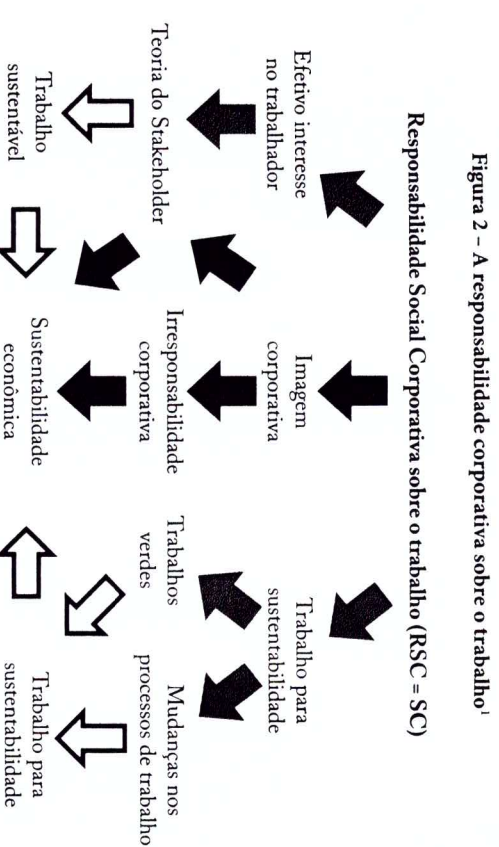 Figura 2 – A responsabilidade corporativa sobre o trabalho¹
Responsabilidade Social Corporativa sobre o trabalho (RSC = SC)
Efetivo interesse
no trabalhador
Imagem
corporativa
Trabalho para
sustentabilidade
Teoria do Stakeholder
Irresponsabilidade
corporativa
Trabalhos
verdes
Mudanças nos
processos de trabalho
Trabalho
sustentável
Sustentabilidade
econômica
Trabalho para
sustentabilidade